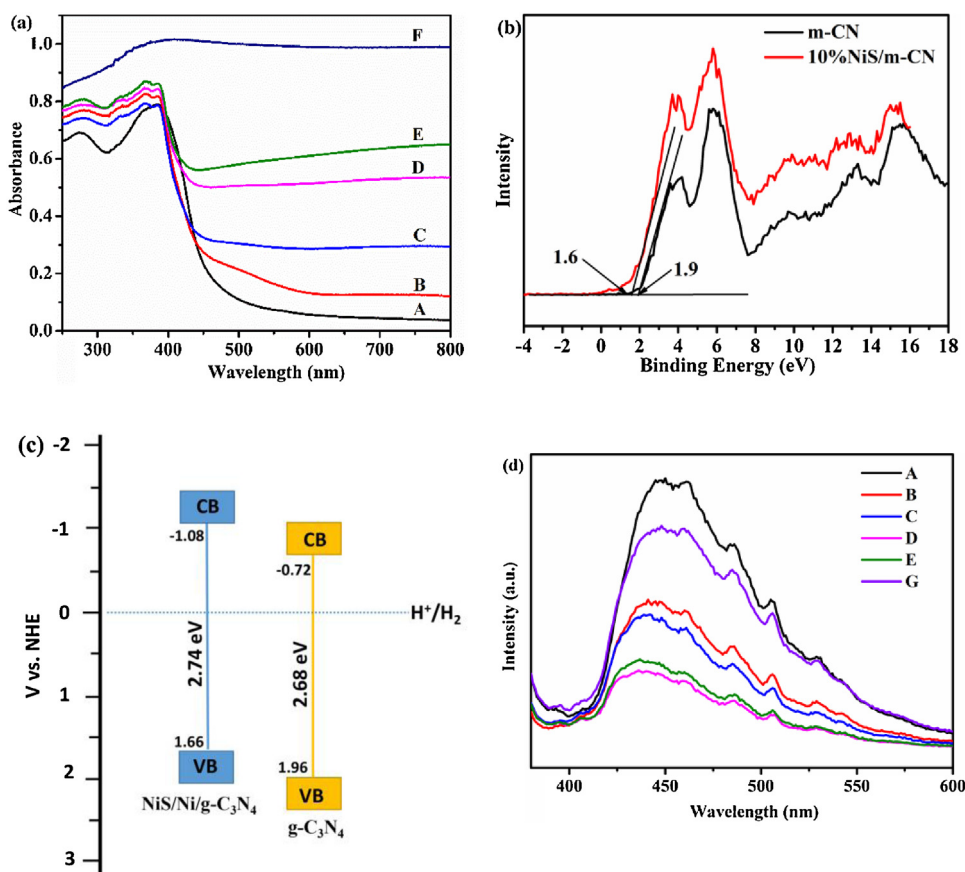 (a)
1.0
0.8
0.6
0.4
0.2
0.0
Absorbance
F
E
D
C
B
A
300
400
500
600
700
800
Wavelength (nm)
(b)
m-CN
10%NiS/m-CN
Intensity
1.6
1.9
-4 -2 0 2 4 6 8 10 12 14 16 18
Binding Energy (eV)
(c)
-2
-1
0
1
2
3
V vs. NHE
CB
-1.08
2.74 eV
1.66
VB
NiS/Ni/g-C₃N₄
CB
-0.72
2.68 eV
1.96
VB
g-C₃N₄
H⁺/H₂
(d)
A
B
C
D
E
G
Intensity (a.u.)
400
450
500
550
600
Wavelength (nm)